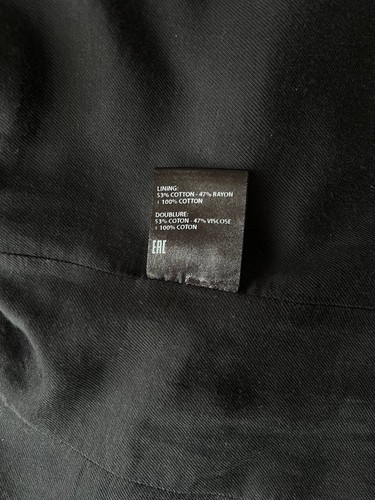 LINING:
53% COTTON - 47% RAYON
: 100% COTTON
DOUBLURE:
53% COTON - 47% VISCOSE
: 100% COTON
EAC